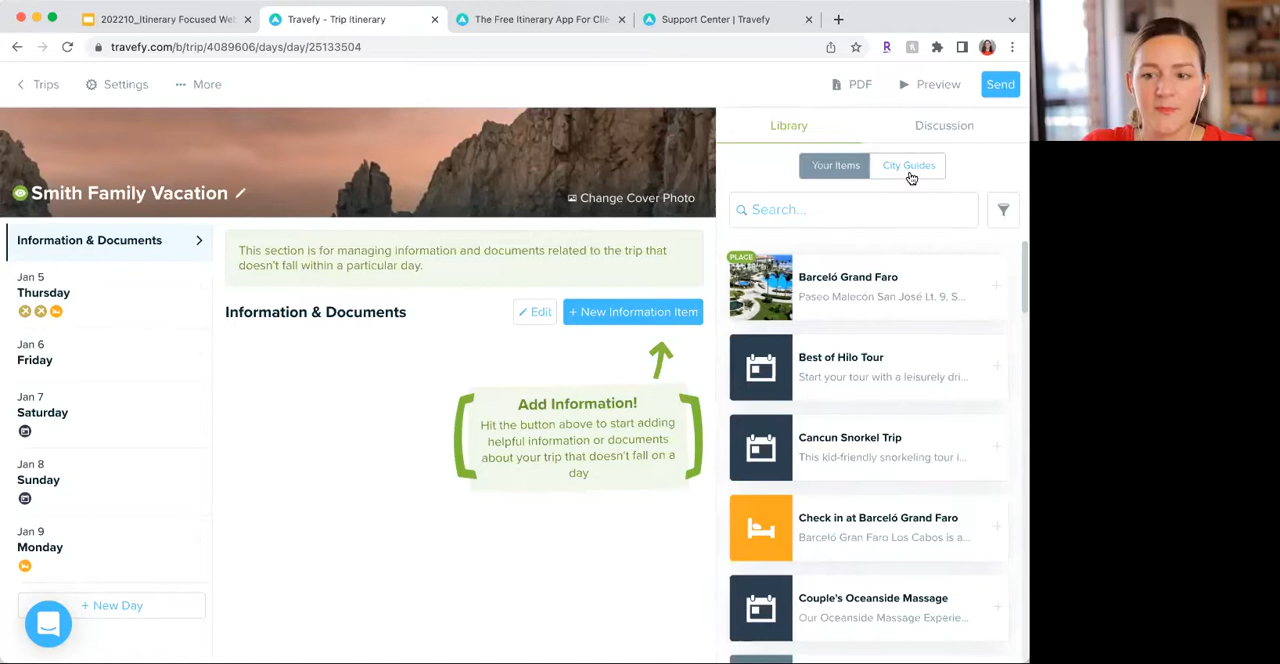 202210_Itinerary Focused Web
Travefy - Trip Itinerary
The Free Itinerary App For Clie
Support Center | Travefy
travefy.com/b/trip/4089606/days/day/25133504
Trips
Settings
More
PDF
Preview
Send
Smith Family Vacation
Change Cover Photo
Information & Documents
Jan 5
Thursday
Jan 6
Friday
Jan 7
Saturday
Jan 8
Sunday
Jan 9
Monday
+ New Day
This section is for managing information and documents related to the trip that
doesn't fall within a particular day.
Information & Documents
Edit
+ New Information Item
Add Information!
Hit the button above to start adding
helpful information or documents
about your trip that doesn't fall on a
day
Library
Discussion
Your Items
City Guides
Search...
PLACE
Barceló Grand Faro
Paseo Malecón San José Lt. 9, S...
Best of Hilo Tour
Start your tour with a leisurely dri...
Cancun Snorkel Trip
This kid-friendly snorkeling tour i...
Check in at Barceló Grand Faro
Barceló Gran Faro Los Cabos is a...
Couple's Oceanside Massage
Our Oceanside Massage Experie...